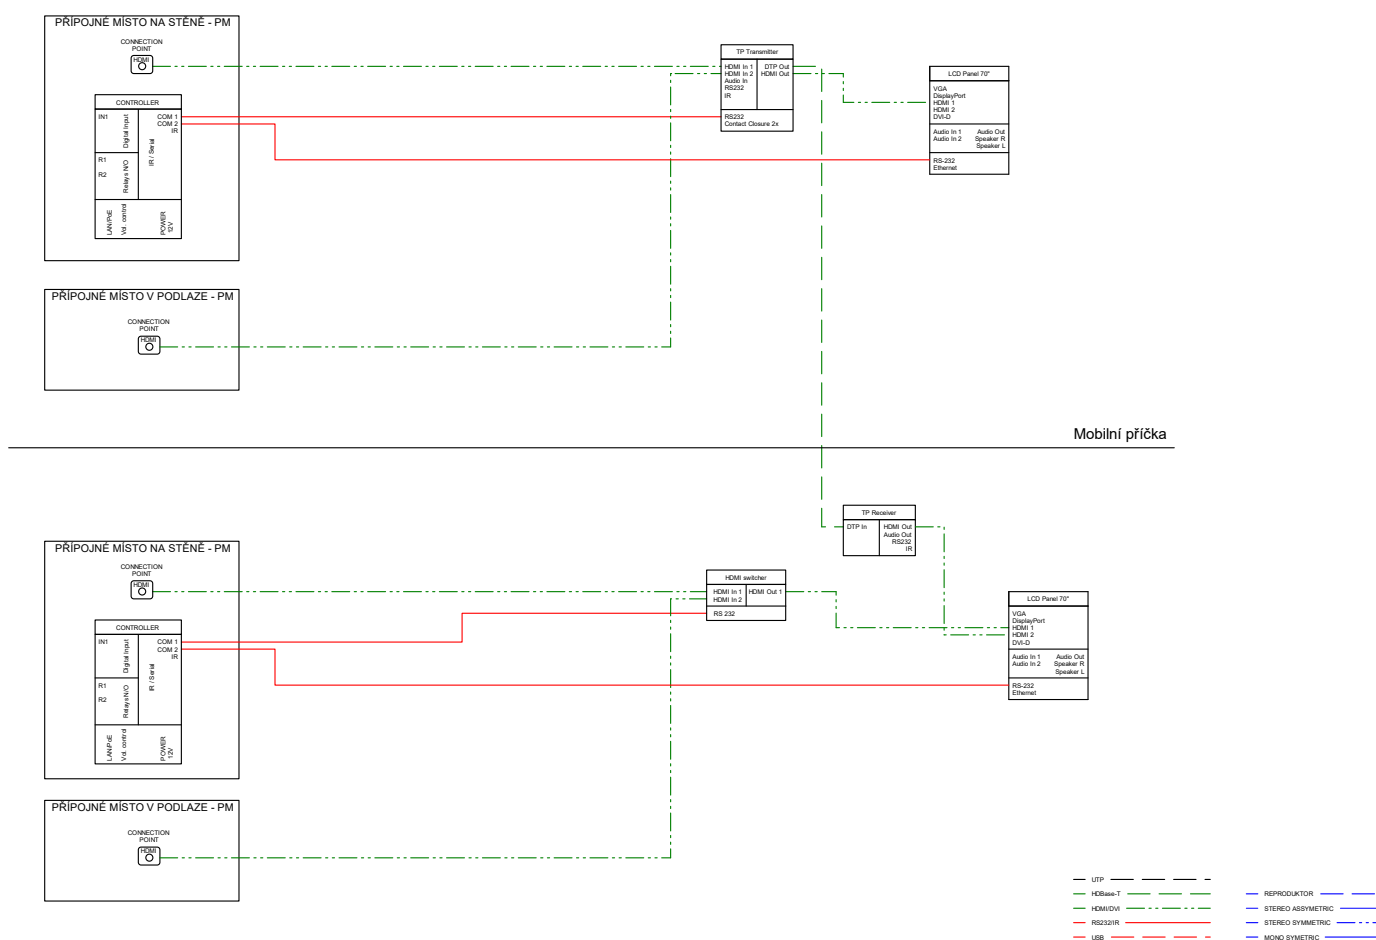 PŘÍPOJNÉ MÍSTO NA STĚNĚ - PM
CONNECTION
POINT
HDMI
CONTROLLER
IN1
Digital Input
COM 1
COM 2
IR
IR / Serial
R1
R2
Relays N/O
LAN/PoE
Vol. control
POWER
12V
TP Transmitter
HDMI In 1
HDMI In 2
Audio In
RS232
IR
DTP Out
HDMI Out
RS232
Contact Closure 2x
LCD Panel 70"
VGA
DisplayPort
HDMI 1
HDMI 2
DVI-D
Audio In 1 Audio Out
Audio In 2 Speaker R
Speaker L
RS-232
Ethernet
PŘÍPOJNÉ MÍSTO V PODLAZE - PM
CONNECTION
POINT
HDMI
Mobilní příčka
TP Receiver
DTP In
HDMI Out
Audio Out
RS232
IR
PŘÍPOJNÉ MÍSTO NA STĚNĚ - PM
CONNECTION
POINT
HDMI
CONTROLLER
IN1
Digital Input
COM 1
COM 2
IR
IR / Serial
R1
R2
Relays N/O
LAN/PoE
Vol. control
POWER
12V
HDMI switcher
HDMI In 1
HDMI In 2
HDMI Out 1
RS 232
LCD Panel 70"
VGA
DisplayPort
HDMI 1
HDMI 2
DVI-D
Audio In 1 Audio Out
Audio In 2 Speaker R
Speaker L
RS-232
Ethernet
PŘÍPOJNÉ MÍSTO V PODLAZE - PM
CONNECTION
POINT
HDMI
UTP
HDBase-T
HDMI/DVI
RS232/IR
USB
REPRODUKTOR
STEREO ASSYMETRIC
STEREO SYMMETRIC
MONO SYMETRIC